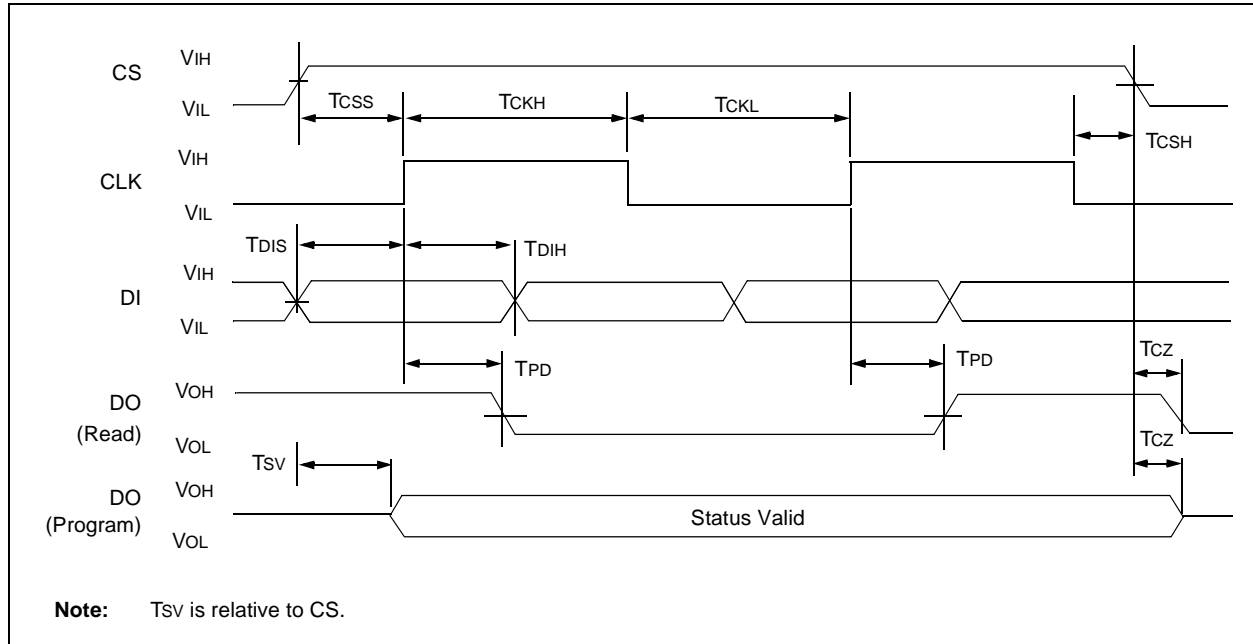 CS
VIH
VIL
TCSS
TCKH
TCKL
TCSH
CLK
VIH
VIL
TDIS
TDIH
DI
VIH
VIL
TPD
TPD
TCZ
DO
(Read)
VOH
VOL
TSV
TCZ
DO
(Program)
VOH
VOL
Status Valid
Note: TSV is relative to CS.